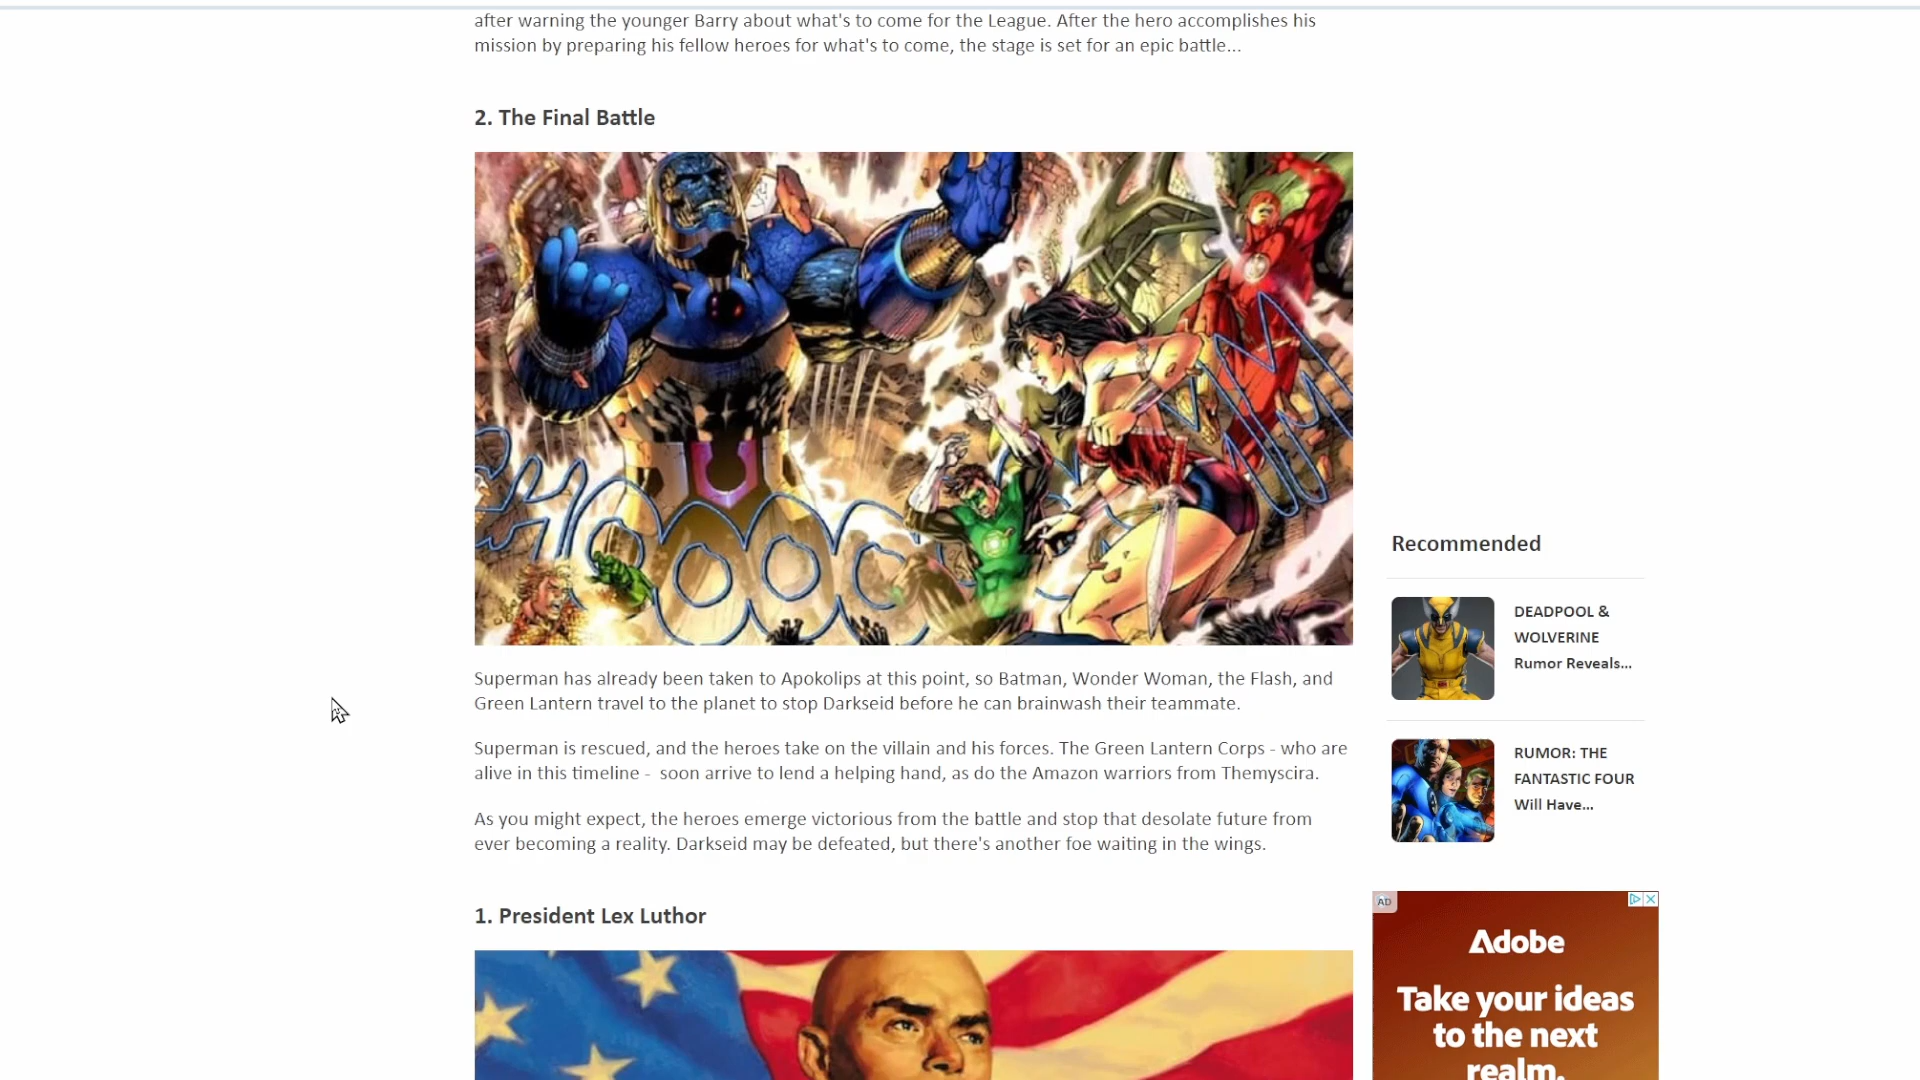 after warning the younger Barry about what's to come for the League. After the hero accomplishes his
mission by preparing his fellow heroes for what's to come, the stage is set for an epic battle...
2. The Final Battle
Superman has already been taken to Apokolips at this point, so Batman, Wonder Woman, the Flash, and
Green Lantern travel to the planet to stop Darkseid before he can brainwash their teammate.
Superman is rescued, and the heroes take on the villain and his forces. The Green Lantern Corps - who are
alive in this timeline -  soon arrive to lend a helping hand, as do the Amazon warriors from Themyscira.
As you might expect, the heroes emerge victorious from the battle and stop that desolate future from
ever becoming a reality. Darkseid may be defeated, but there's another foe waiting in the wings.
1. President Lex Luthor
Recommended
DEADPOOL &
WOLVERINE
Rumor Reveals...
RUMOR: THE
FANTASTIC FOUR
Will Have...
AD
Adobe
Take your ideas
to the next
realm.